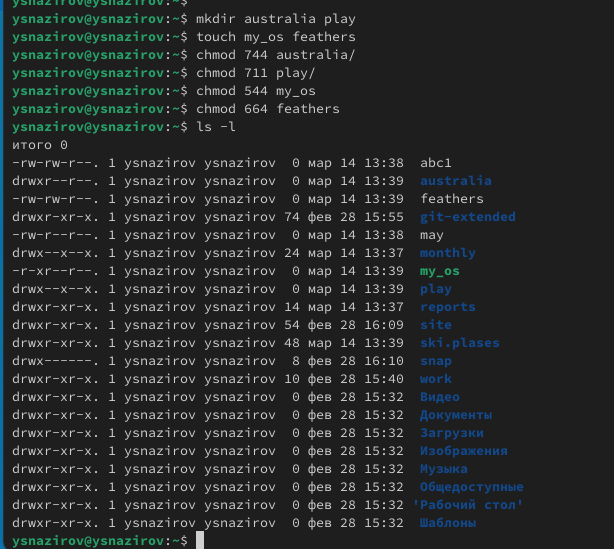 ysnazirov@ysnazirov:~$
ysnazirov@ysnazirov:~$ mkdir australia play
ysnazirov@ysnazirov:~$ touch my_os feathers
ysnazirov@ysnazirov:~$ chmod 744 australia/
ysnazirov@ysnazirov:~$ chmod 711 play/
ysnazirov@ysnazirov:~$ chmod 544 my_os
ysnazirov@ysnazirov:~$ chmod 664 feathers
ysnazirov@ysnazirov:~$ ls -l
итого 0
-rw-rw-r--. 1 ysnazirov ysnazirov  0 мар 14 13:38  abc1
drwxr--r--. 1 ysnazirov ysnazirov  0 мар 14 13:39  australia
-rw-rw-r--. 1 ysnazirov ysnazirov  0 мар 14 13:39  feathers
drwxr-xr-x. 1 ysnazirov ysnazirov 74 фев 28 15:55  git-extended
-rw-r--r--. 1 ysnazirov ysnazirov  0 мар 14 13:38  may
drwx--x--x. 1 ysnazirov ysnazirov 24 мар 14 13:37  monthly
-r-xr--r--. 1 ysnazirov ysnazirov  0 мар 14 13:39  my_os
drwx--x--x. 1 ysnazirov ysnazirov  0 мар 14 13:39  play
drwxr-xr-x. 1 ysnazirov ysnazirov 14 мар 14 13:37  reports
drwxr-xr-x. 1 ysnazirov ysnazirov 54 фев 28 16:09  site
drwxr-xr-x. 1 ysnazirov ysnazirov 48 мар 14 13:39  ski.plases
drwx------. 1 ysnazirov ysnazirov  8 фев 28 16:10  snap
drwxr-xr-x. 1 ysnazirov ysnazirov 10 фев 28 15:40  work
drwxr-xr-x. 1 ysnazirov ysnazirov  0 фев 28 15:32  Видео
drwxr-xr-x. 1 ysnazirov ysnazirov  0 фев 28 15:32  Документы
drwxr-xr-x. 1 ysnazirov ysnazirov  0 фев 28 15:32  Загрузки
drwxr-xr-x. 1 ysnazirov ysnazirov  0 фев 28 15:32  Изображения
drwxr-xr-x. 1 ysnazirov ysnazirov  0 фев 28 15:32  Музыка
drwxr-xr-x. 1 ysnazirov ysnazirov  0 фев 28 15:32  Общедоступные
drwxr-xr-x. 1 ysnazirov ysnazirov  0 фев 28 15:32 'Рабочий стол'
drwxr-xr-x. 1 ysnazirov ysnazirov  0 фев 28 15:32  Шаблоны
ysnazirov@ysnazirov:~$